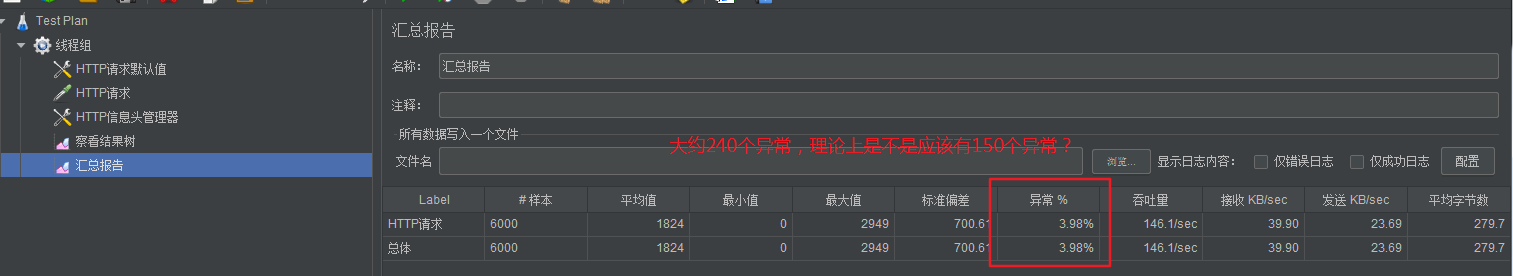 Test Plan
线程组
HTTP请求默认值
HTTP请求
HTTP信息头管理器
察看结果树
汇总报告
汇总报告
名称: 汇总报告
注释:
所有数据写入一个文件
大约240个异常，理论上是不是应该有150个异常？
文件名 浏览... 显示日志内容: 仅错误日志 仅成功日志 配置
Label # 样本 平均值 最小值 最大值 标准偏差 异常 % 吞吐量 接收 KB/sec 发送 KB/sec 平均字节数
HTTP请求 6000 1824 0 2949 700.61 3.98% 146.1/sec 39.90 23.69 279.7
总体 6000 1824 0 2949 700.61 3.98% 146.1/sec 39.90 23.69 279.7